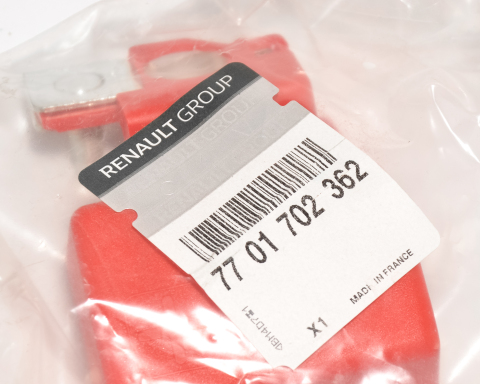 RENAULT GROUP
77 01 702 362
MADE IN FRANCE
X1